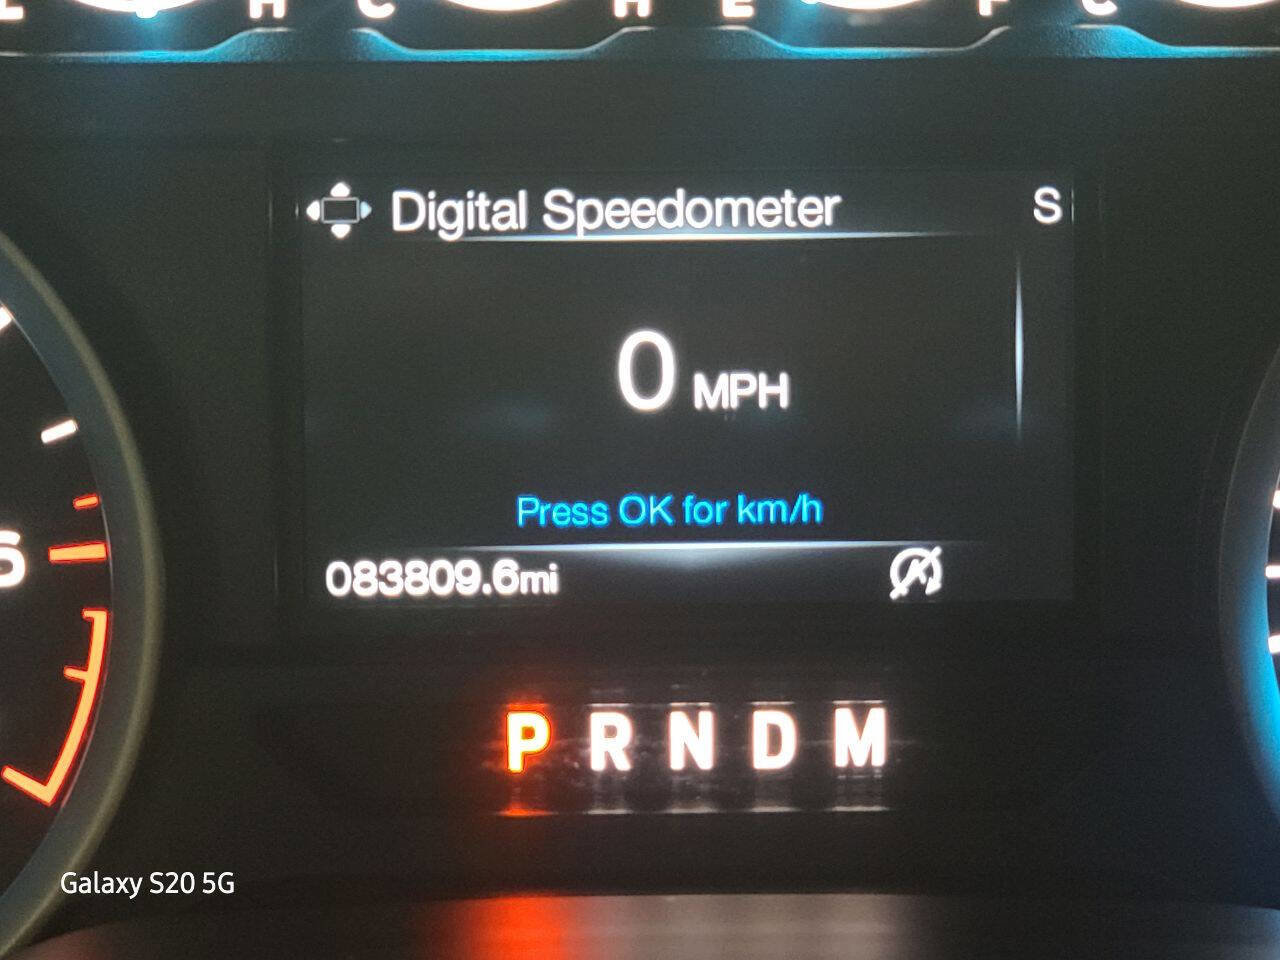 H C H E F C
Digital Speedometer S
0 MPH
Press OK for km/h
083809.6mi
P R N D M
Galaxy S20 5G